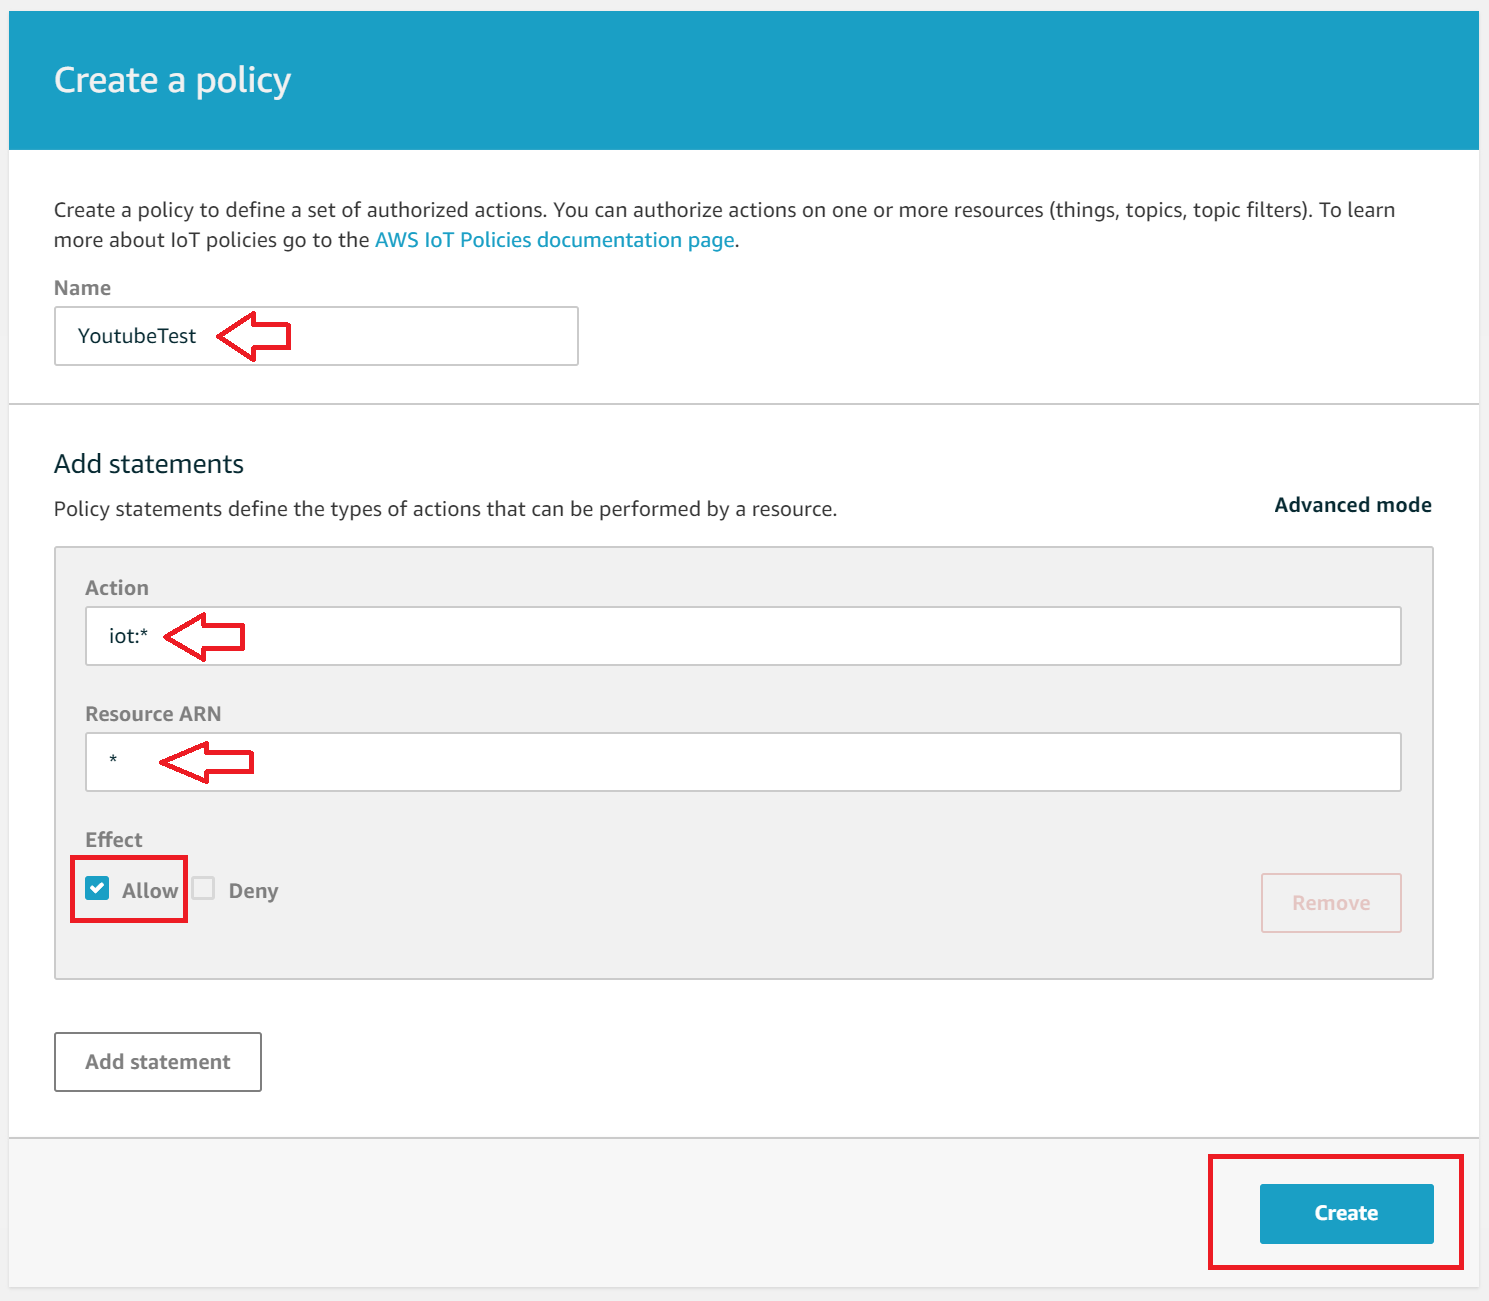 Create a policy
Create a policy to define a set of authorized actions. You can authorize actions on one or more resources (things, topics, topic filters). To learn
more about IoT policies go to the AWS IoT Policies documentation page.
Name
YoutubeTest
Add statements
Policy statements define the types of actions that can be performed by a resource.
Advanced mode
Action
iot:*
Resource ARN
*
Effect
Allow
Deny
Remove
Add statement
Create